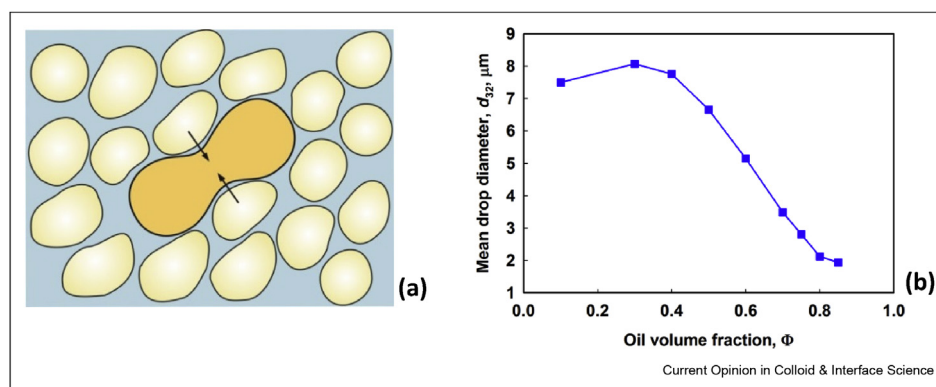 (a)
9
8
7
6
5
4
3
2
1
Mean drop diameter, d32, μm
0.0 0.2 0.4 0.6 0.8 1.0
Oil volume fraction, Φ
(b)
Current Opinion in Colloid & Interface Science